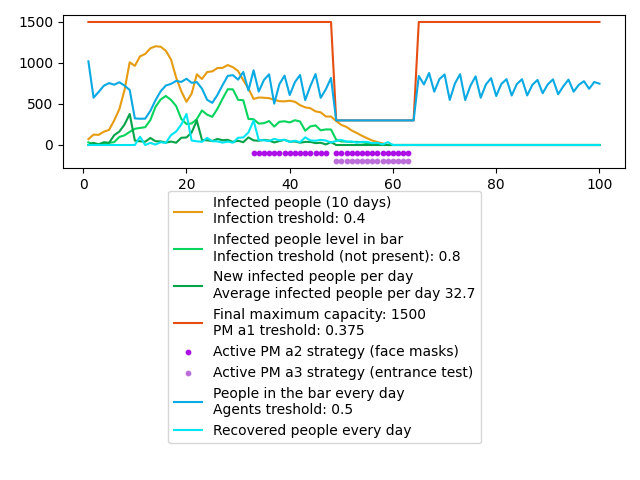 1500
1000
500
0
0 20 40 60 80 100
Infected people (10 days)
Infection treshold: 0.4
Infected people level in bar
Infection treshold (not present): 0.8
New infected people per day
Average infected people per day 32.7
Final maximum capacity: 1500
PM a1 treshold: 0.375
Active PM a2 strategy (face masks)
Active PM a3 strategy (entrance test)
People in the bar every day
Agents treshold: 0.5
Recovered people every day